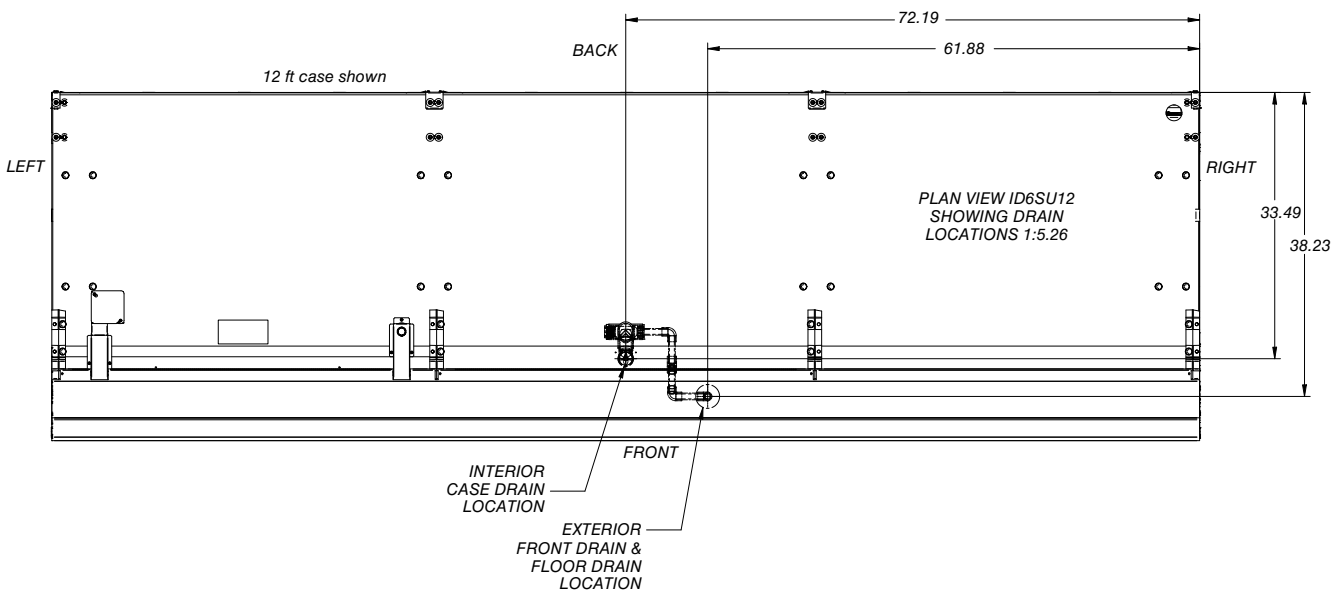 72.19
BACK
61.88
12 ft case shown
LEFT
RIGHT
PLAN VIEW ID6SU12
SHOWING DRAIN
LOCATIONS 1:5.26
33.49
38.23
FRONT
INTERIOR
CASE DRAIN
LOCATION
EXTERIOR
FRONT DRAIN &
FLOOR DRAIN
LOCATION